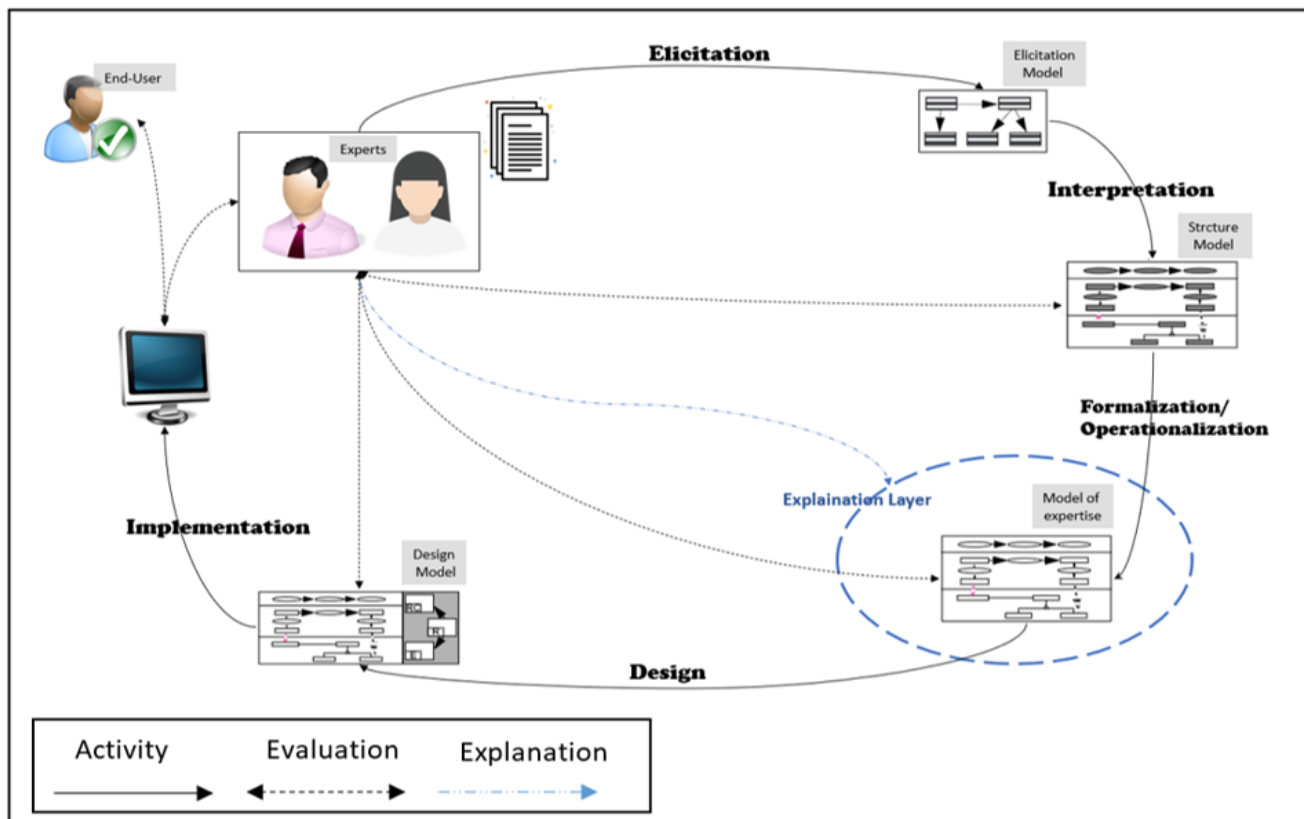 Elicitation
End-User
Elicitation
Model
Experts
Interpretation
Strcture
Model
Formalization/
Operationalization
Explaination Layer
Model of
expertise
Implementation
Design
Model
R
Design
Activity
Evaluation
Explanation